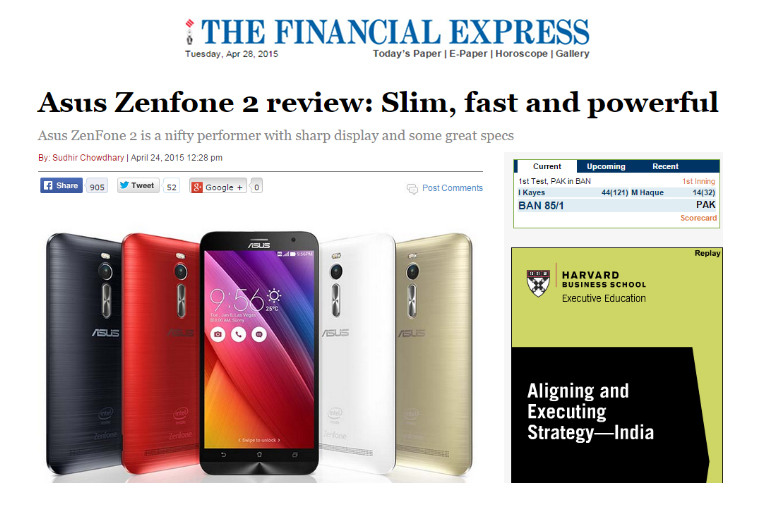 THE FINANCIAL EXPRESS
Tuesday, Apr 28, 2015
Today's Paper | E-Paper | Horoscope | Gallery
Asus Zenfone 2 review: Slim, fast and powerful
Asus ZenFone 2 is a nifty performer with sharp display and some great specs
By: Sudhir Chowdhary | April 24, 2015 12:28 pm
Share 905 Tweet 52 Google + 0
Post Comments
Current Upcoming Recent
1st Test, PAK in BAN 1st Inning
I Kayes 44(121) M Haque 14(32)
BAN 85/1 PAK
Scorecard
Replay
HARVARD
BUSINESS SCHOOL
Executive Education
Aligning and
Executing
Strategy—India
ASUS
9:56
25°C
ASUS
ASUS
ASUS
ASUS
Swipe to unlock
intel
intel
Zenfone
Zenfone